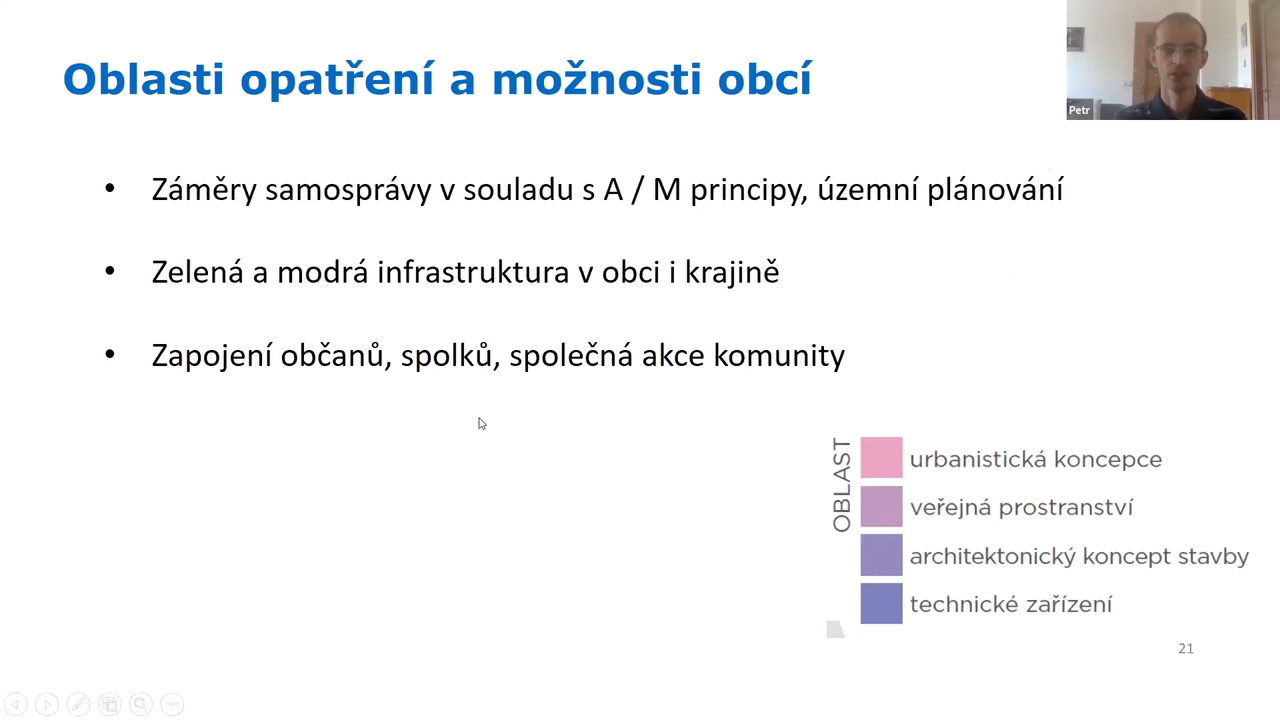 Oblasti opatření a možnosti obcí
Petr
• Záměry samosprávy v souladu s A / M principy, územní plánování
• Zelená a modrá infrastruktura v obci i krajině
• Zapojení občanů, spolků, společná akce komunity
OBLAST
urbanistická koncepce
veřejná prostranství
architektonický koncept stavby
technické zařízení
21